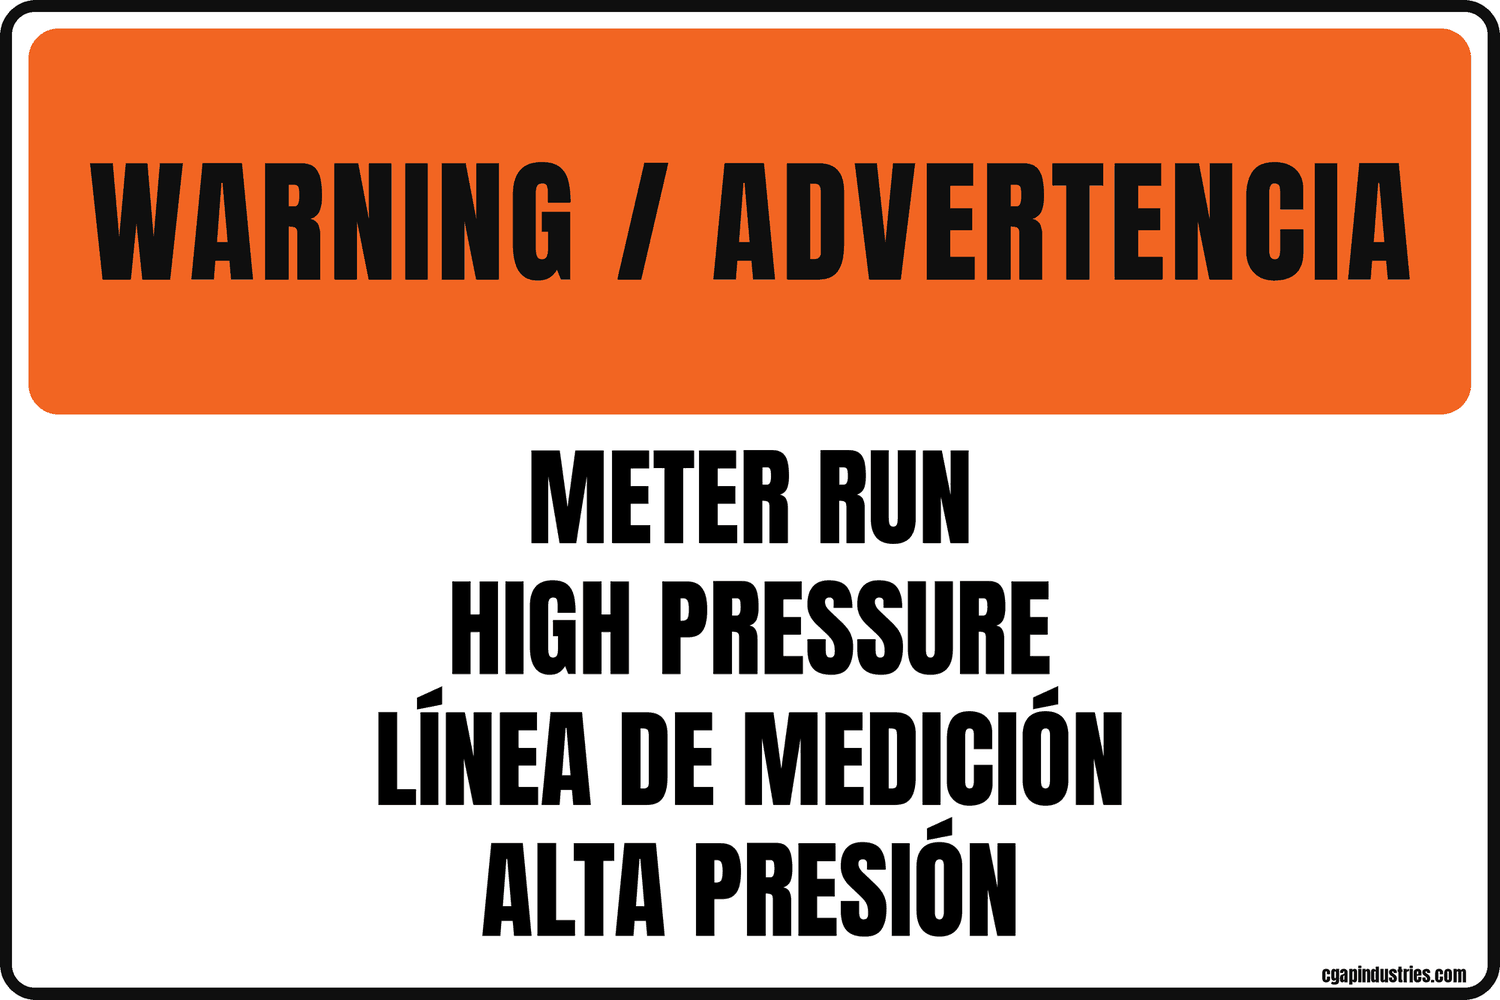 WARNING / ADVERTENCIA
METER RUN
HIGH PRESSURE
LÍNEA DE MEDICIÓN
ALTA PRESIÓN
cgapindustries.com